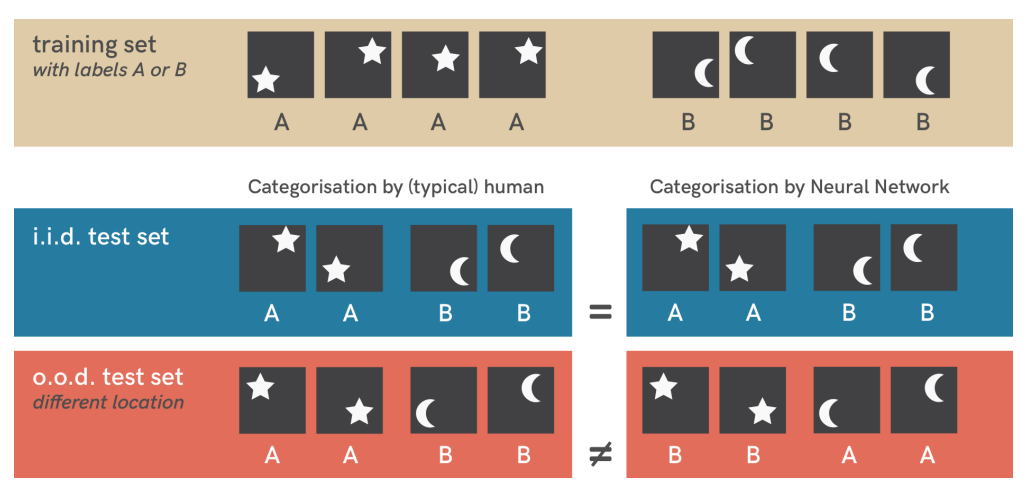 training set
with labels A or B
A A A A B B B B
Categorisation by (typical) human Categorisation by Neural Network
i.i.d. test set
A A B B = A A B B
o.o.d. test set
different location
A A B B ≠ B B A A